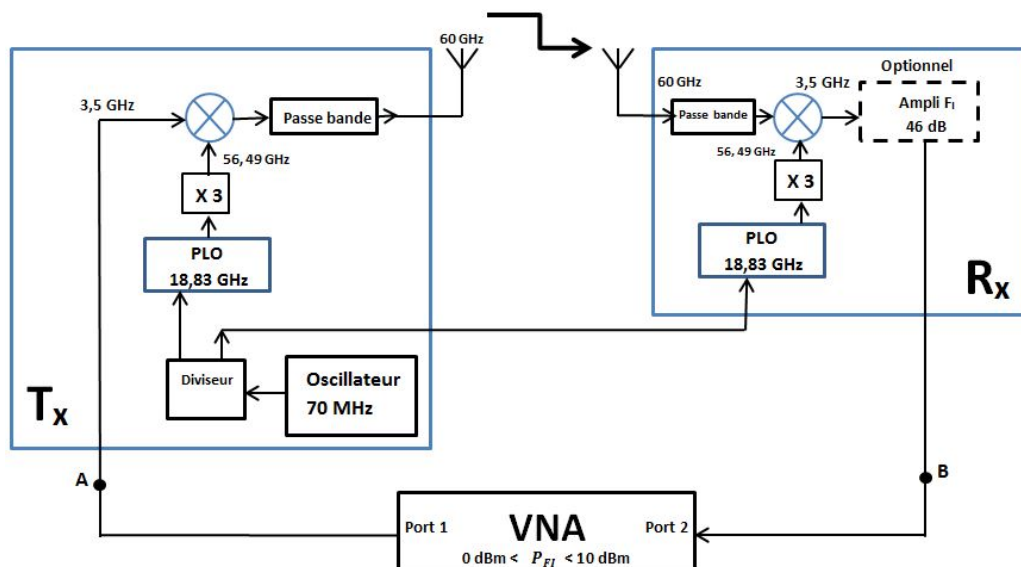 60 GHz
3,5 GHz
Passe bande
56, 49 GHz
X 3
PLO
18,83 GHz
Diviseur
Oscillateur
70 MHz
Tx
Optionnel
60 GHz
3,5 GHz
Passe bande
Ampli FI
46 dB
56, 49 GHz
X 3
PLO
18,83 GHz
Rx
A
B
Port 1
VNA
Port 2
0 dBm < PFI < 10 dBm